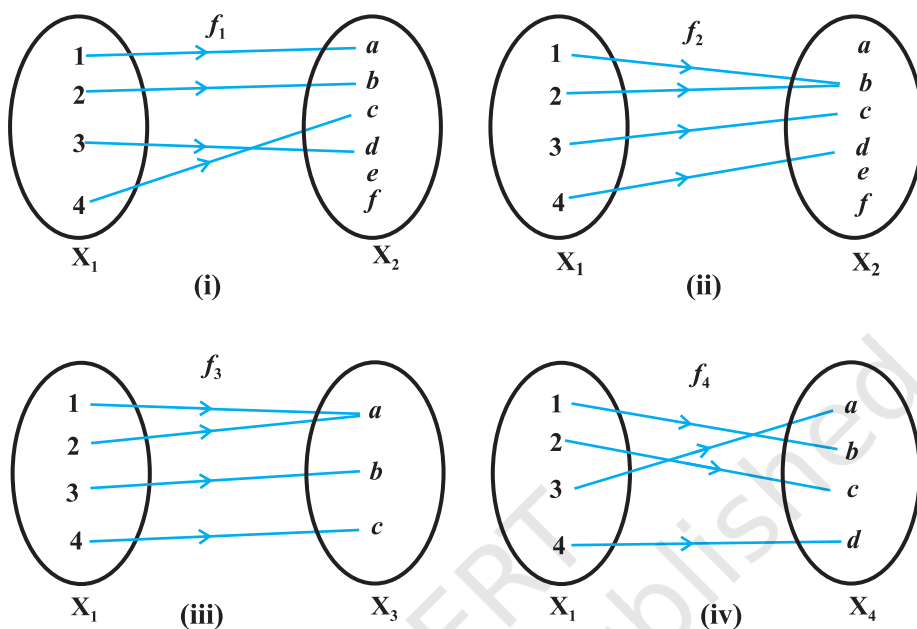 f₁
1
2
3
4
a
b
c
d
e
f
X₁
X₂
(i)
f₂
1
2
3
4
a
b
c
d
e
f
X₁
X₂
(ii)
f₃
1
2
3
4
a
b
c
X₁
X₃
(iii)
f₄
1
2
3
4
a
b
c
d
X₁
X₄
(iv)